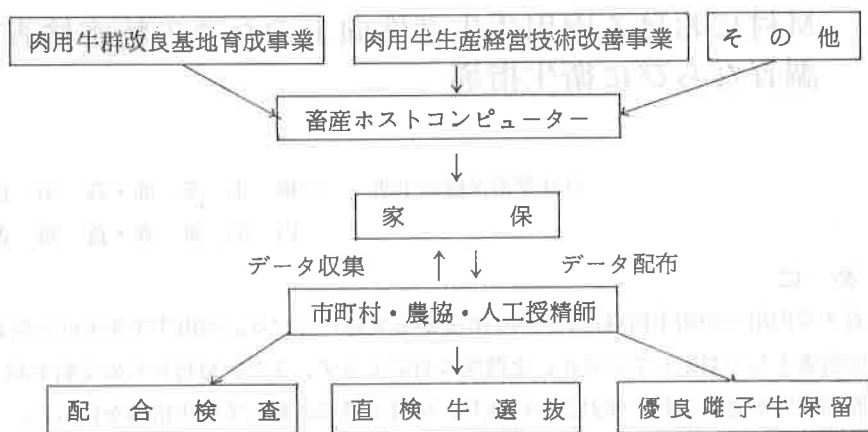 肉用牛群改良基地育成事業 肉用牛生産経営技術改善事業 その他
畜産ホストコンピューター
↓
家保
データ収集 ↑ ↓ データ配布
市町村・農協・人工授精師
↓
配合検査 直検牛選抜 優良雌子牛保留